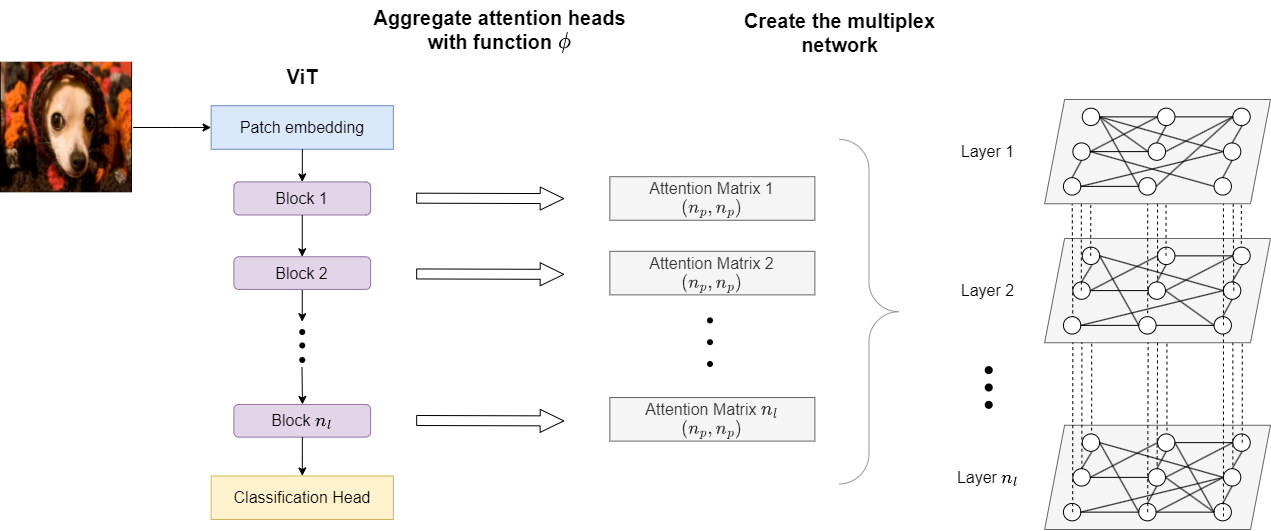 Aggregate attention heads
with function ϕ
Create the multiplex
network
ViT
Patch embedding
Block 1
Attention Matrix 1
(n_p, n_p)
Layer 1
Block 2
Attention Matrix 2
(n_p, n_p)
Layer 2
Block n_l
Attention Matrix n_l
(n_p, n_p)
Layer n_l
Classification Head